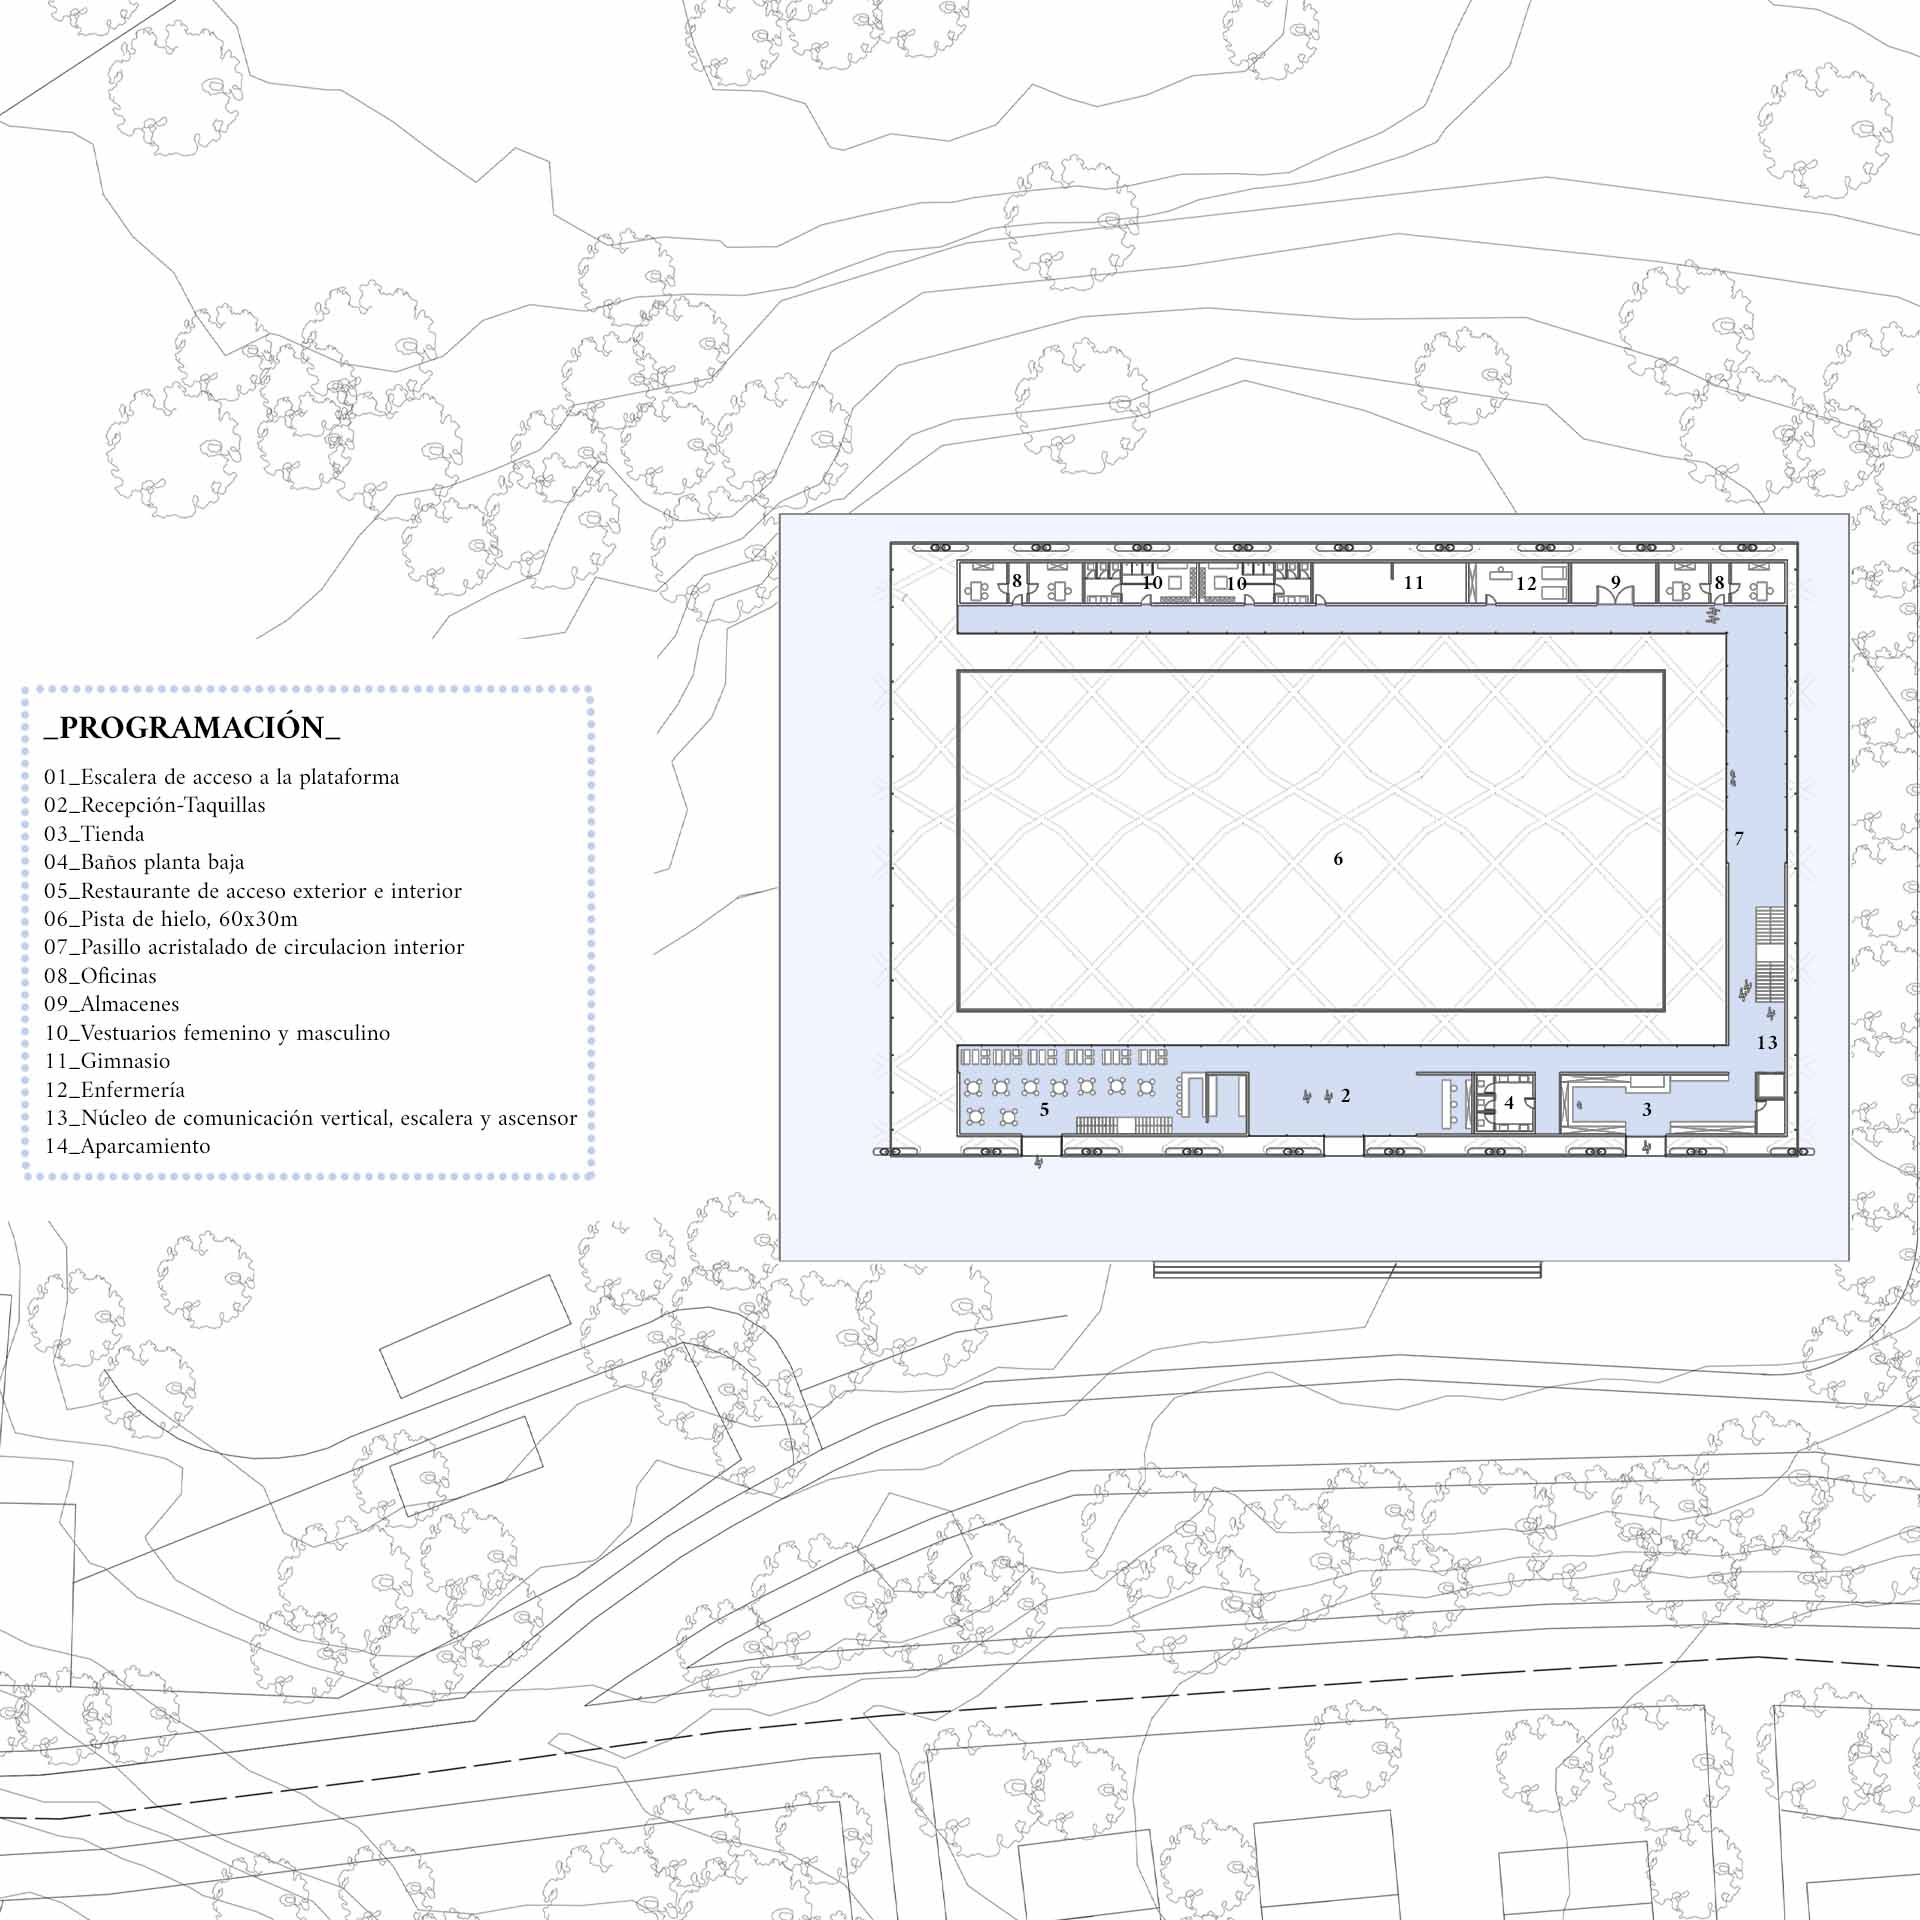 _PROGRAMACIÓN_
01_Escalera de acceso a la plataforma
02_Recepción-Taquillas
03_Tienda
04_Baños planta baja
05_Restaurante de acceso exterior e interior
06_Pista de hielo, 60x30m
07_Pasillo acristalado de circulacion interior
08_Oficinas
09_Almacenes
10_Vestuarios femenino y masculino
11_Gimnasio
12_Enfermería
13_Núcleo de comunicación vertical, escalera y ascensor
14_Aparcamiento
8 10 10 11 12 9 8
7
6
13
5 2 4 3